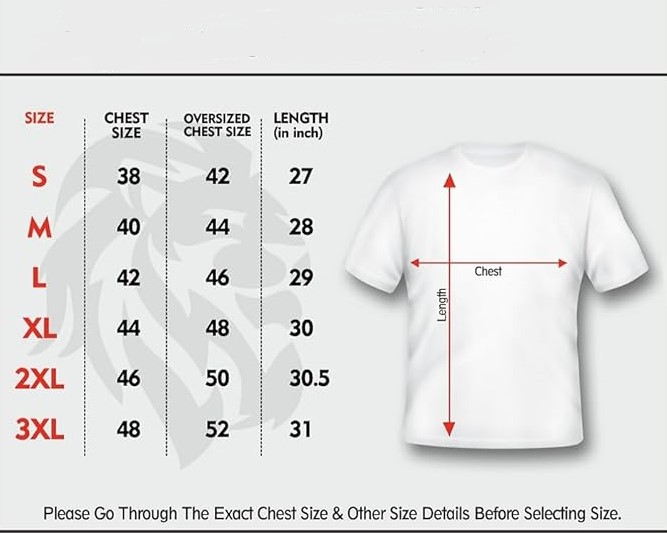 SIZE CHEST SIZE OVERSIZED CHEST SIZE LENGTH (in inch)
S 38 42 27
M 40 44 28
L 42 46 29
XL 44 48 30
2XL 46 50 30.5
3XL 48 52 31
Chest
Length
Please Go Through The Exact Chest Size & Other Size Details Before Selecting Size.